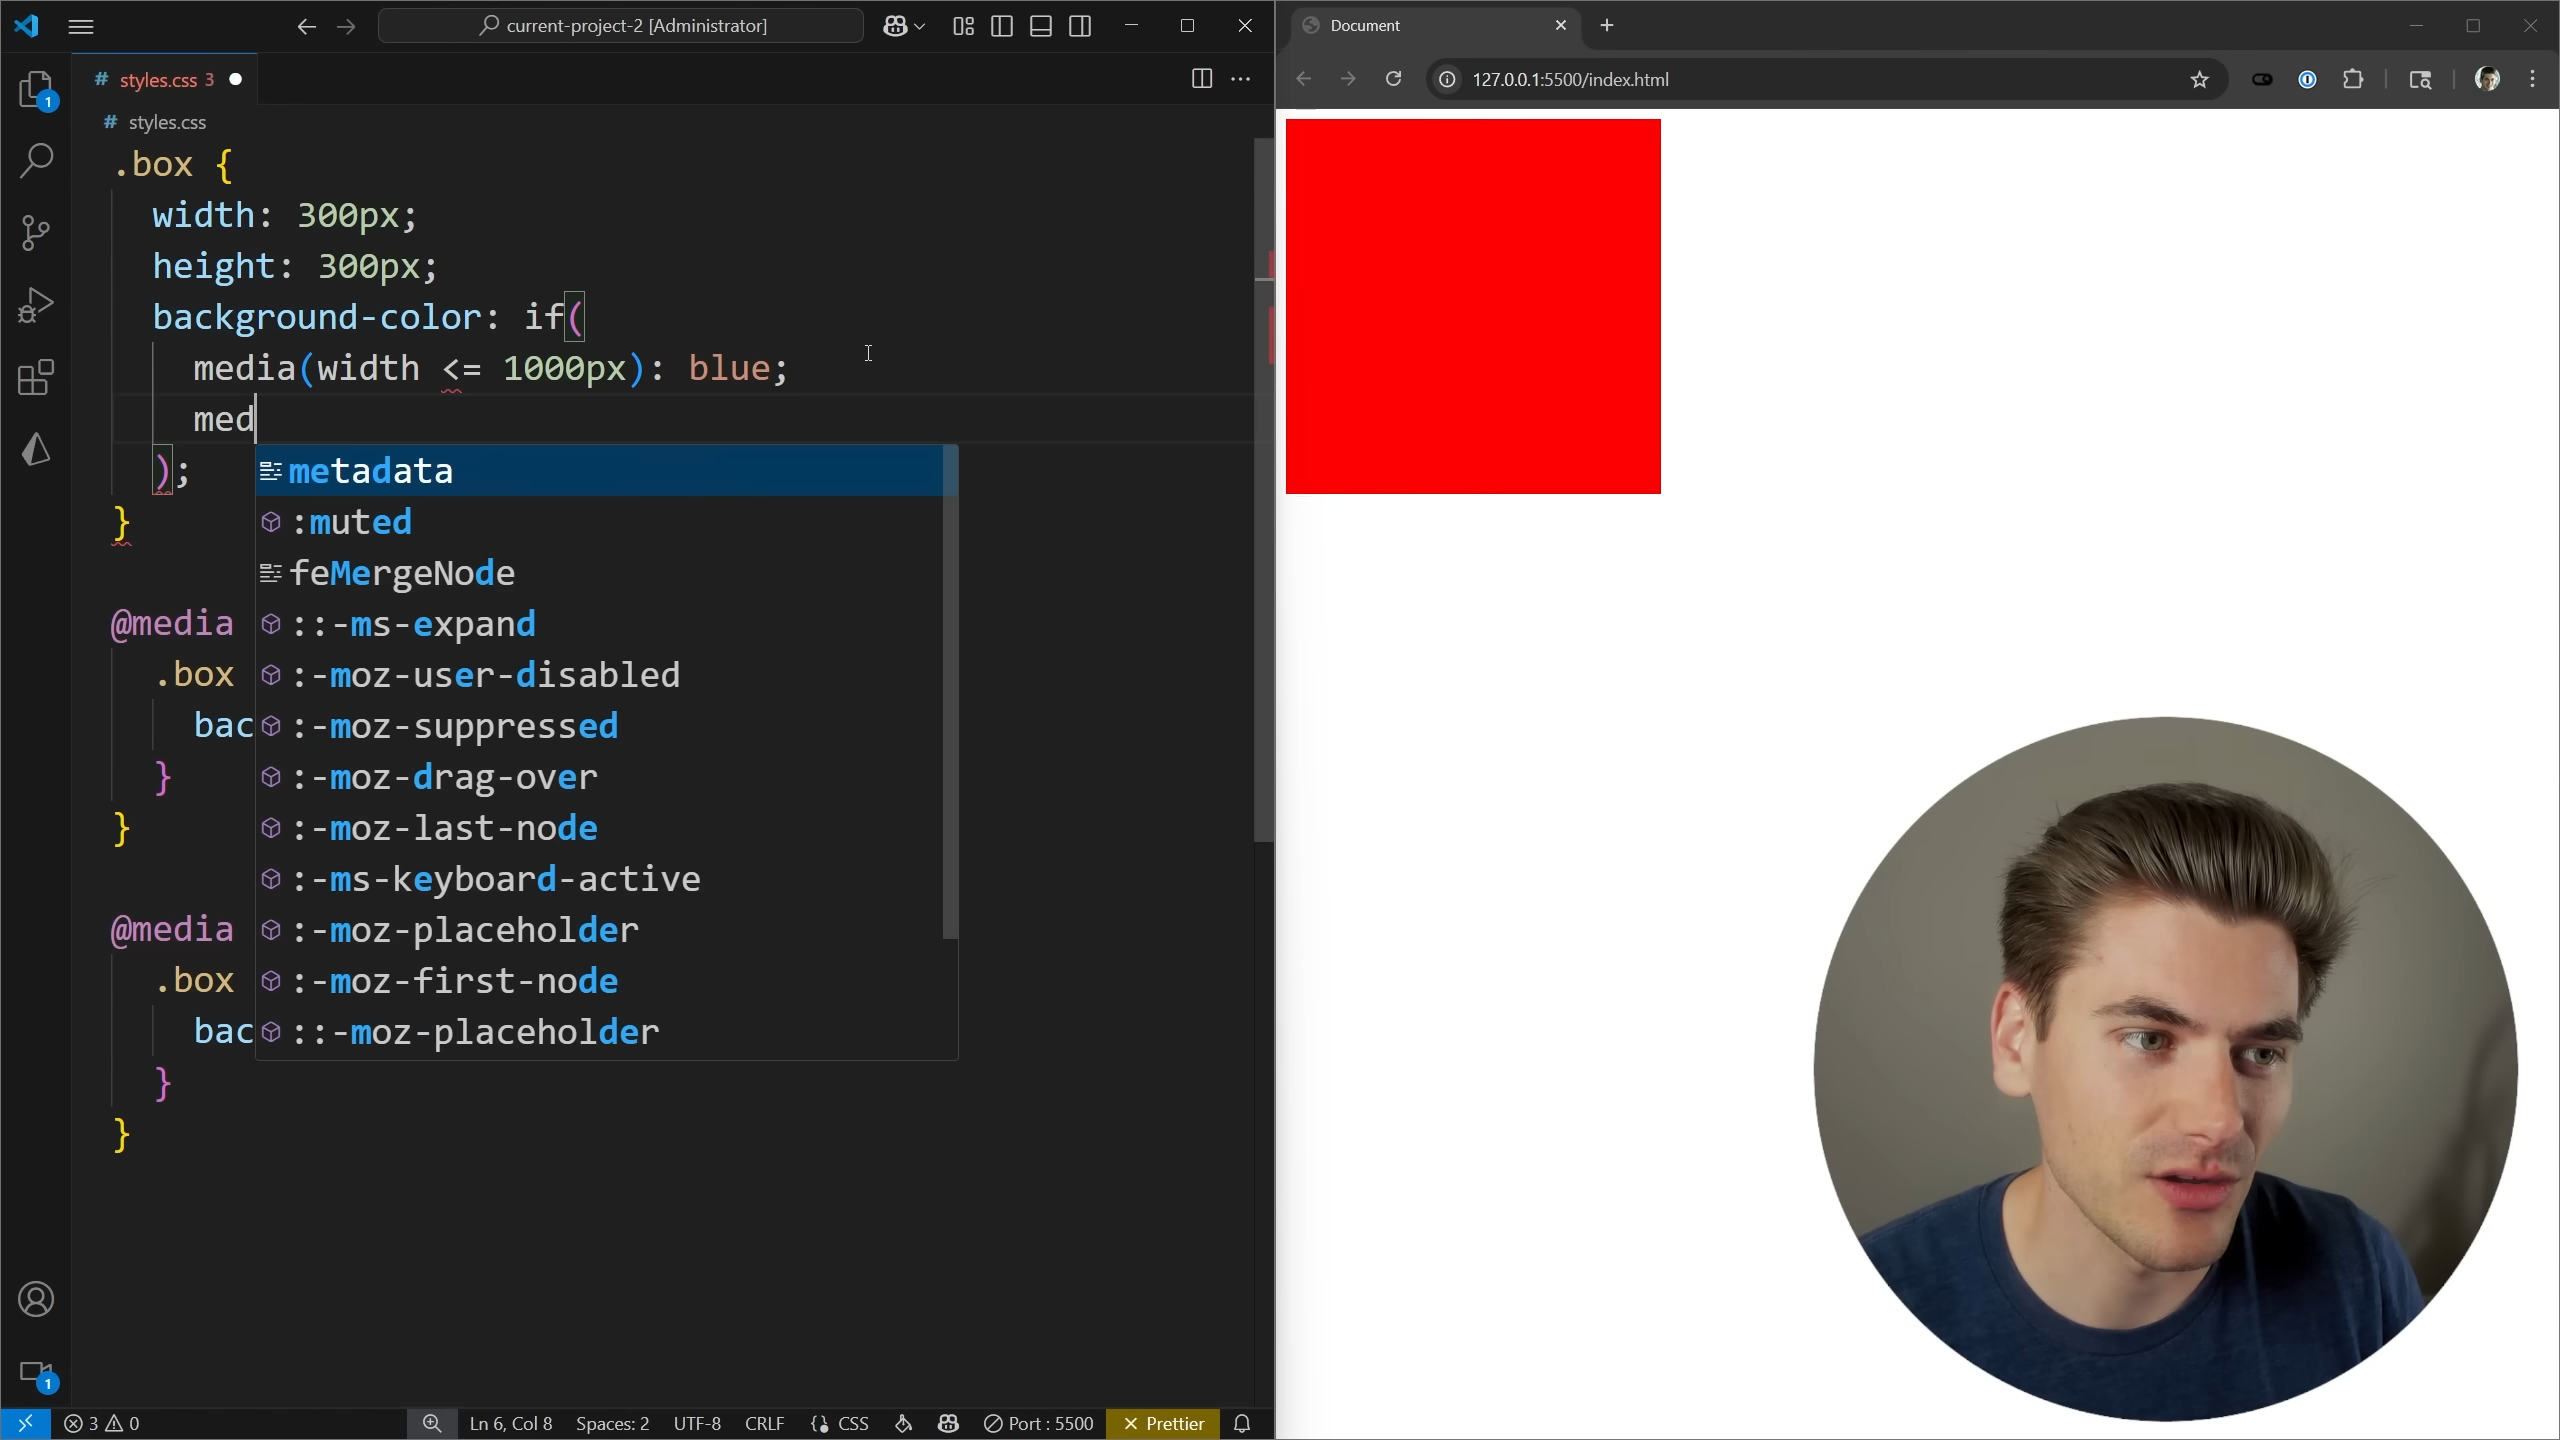 current-project-2 [Administrator]
# styles.css 3
# styles.css
.box {
width: 300px;
height: 300px;
background-color: if(
media(width <= 1000px): blue;
med
);
}
metadata
:muted
feMergeNode
::-ms-expand
:-moz-user-disabled
:-moz-suppressed
:-moz-drag-over
:-moz-last-node
:-ms-keyboard-active
:-moz-placeholder
:-moz-first-node
::-moz-placeholder
@media
.box
bac
}
}
@media
.box
bac
}
}
1
1
3 0
Ln 6, Col 8
Spaces: 2
UTF-8
CRLF
{} CSS
Port : 5500
Prettier
Document
127.0.0.1:5500/index.html